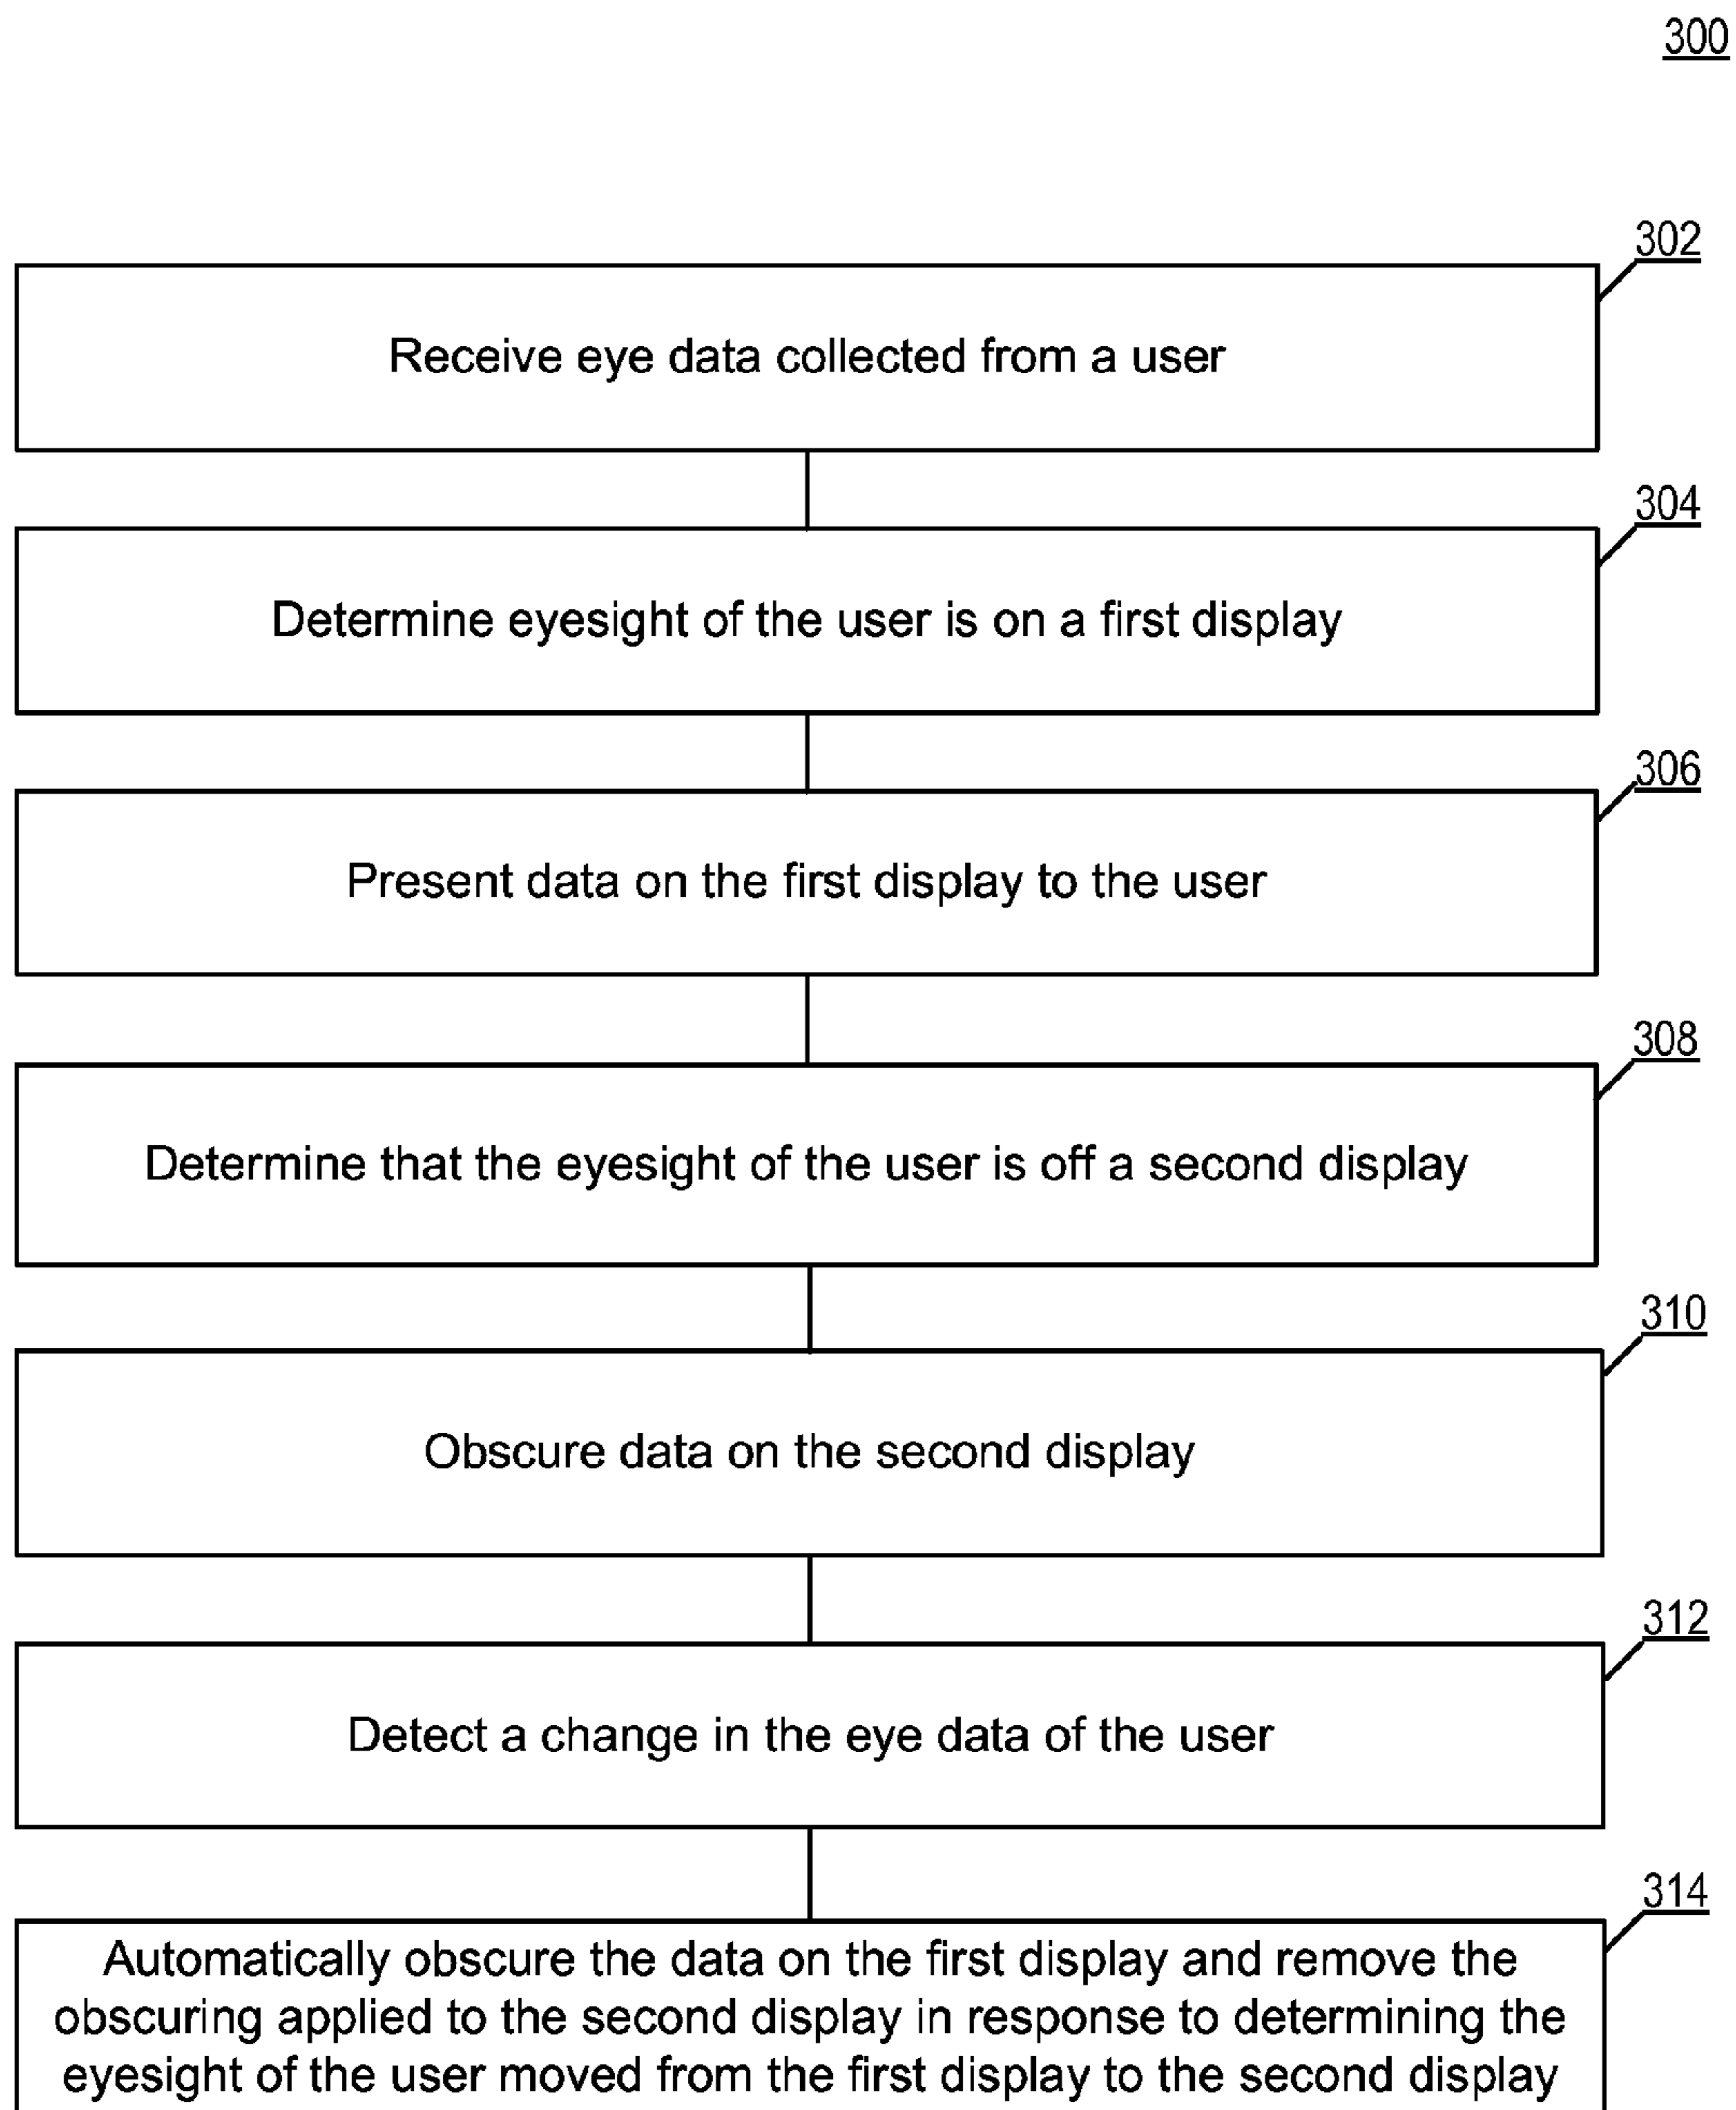 300
302
Receive eye data collected from a user
304
Determine eyesight of the user is on a first display
306
Present data on the first display to the user
308
Determine that the eyesight of the user is off a second display
310
Obscure data on the second display
312
Detect a change in the eye data of the user
314
Automatically obscure the data on the first display and remove the
obscuring applied to the second display in response to determining the
eyesight of the user moved from the first display to the second display